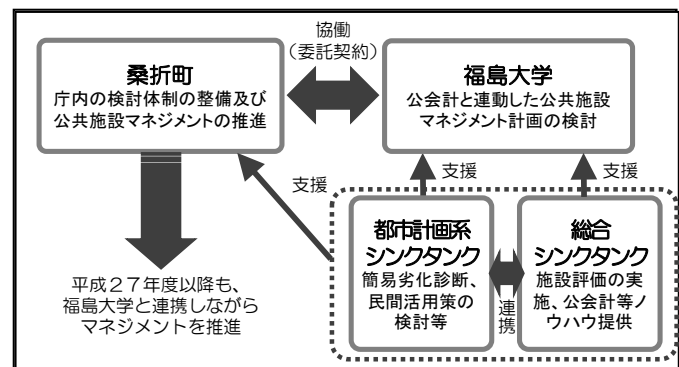 協働
（委託契約）
桑折町
庁内の検討体制の整備及び
公共施設マネジメントの推進
福島大学
公会計と連動した公共施設
マネジメント計画の検討
支援
支援
支援
都市計画系
シンクタンク
簡易劣化診断、
民間活用策の
検討等
連携
総合
シンクタンク
施設評価の実
施、公会計等ノ
ウハウ提供
平成２７年度以降も、
福島大学と連携しながら
マネジメントを推進